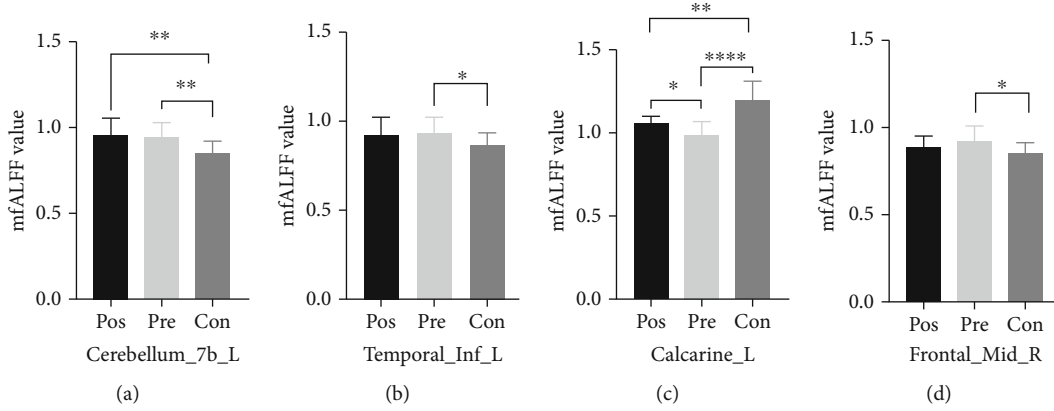 mfALFF value
1.5
1.0
0.5
0.0
**
**
Pos Pre Con
Cerebellum_7b_L
(a)
mfALFF value
1.5
1.0
0.5
0.0
*
Pos Pre Con
Temporal_Inf_L
(b)
mfALFF value
1.5
1.0
0.5
0.0
**
*
****
Pos Pre Con
Calcarine_L
(c)
mfALFF value
1.5
1.0
0.5
0.0
*
Pos Pre Con
Frontal_Mid_R
(d)